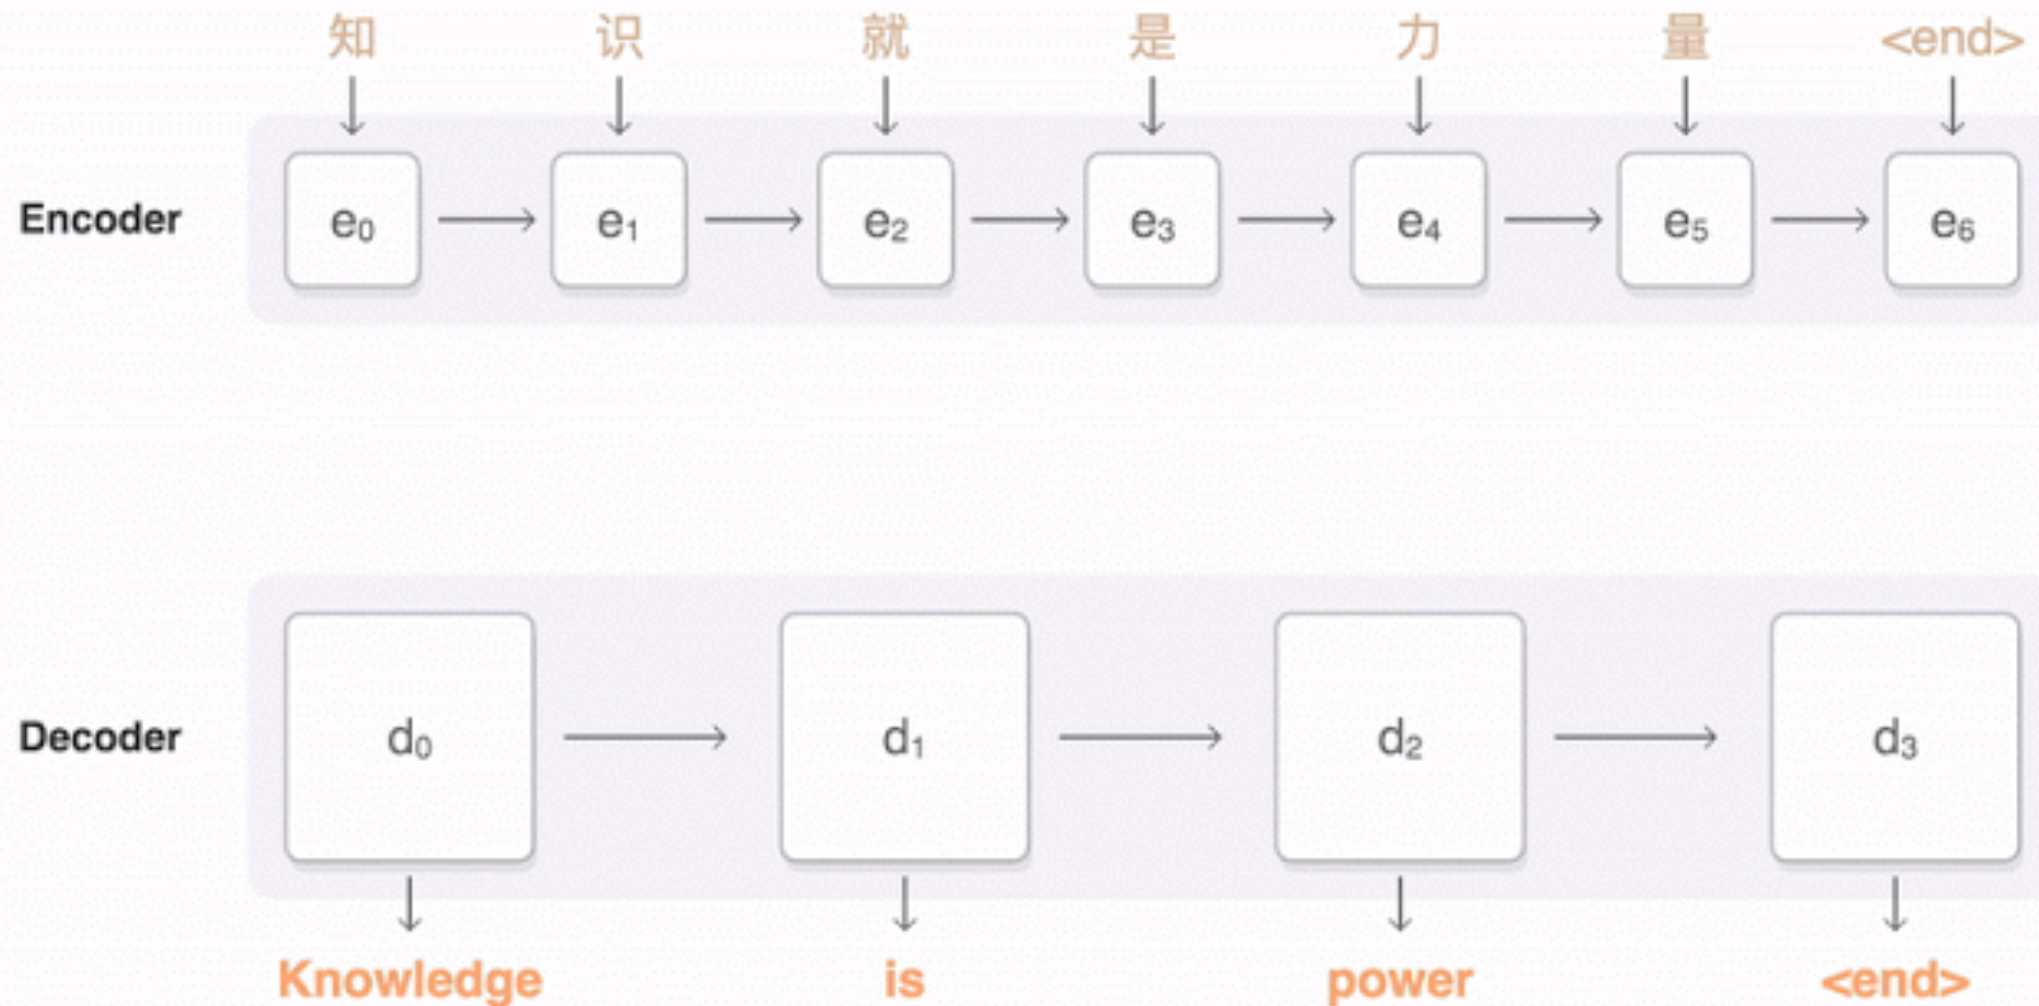 知 识 就 是 力 量 <end>
Encoder e₀ e₁ e₂ e₃ e₄ e₅ e₆
Decoder d₀ d₁ d₂ d₃
Knowledge is power <end>